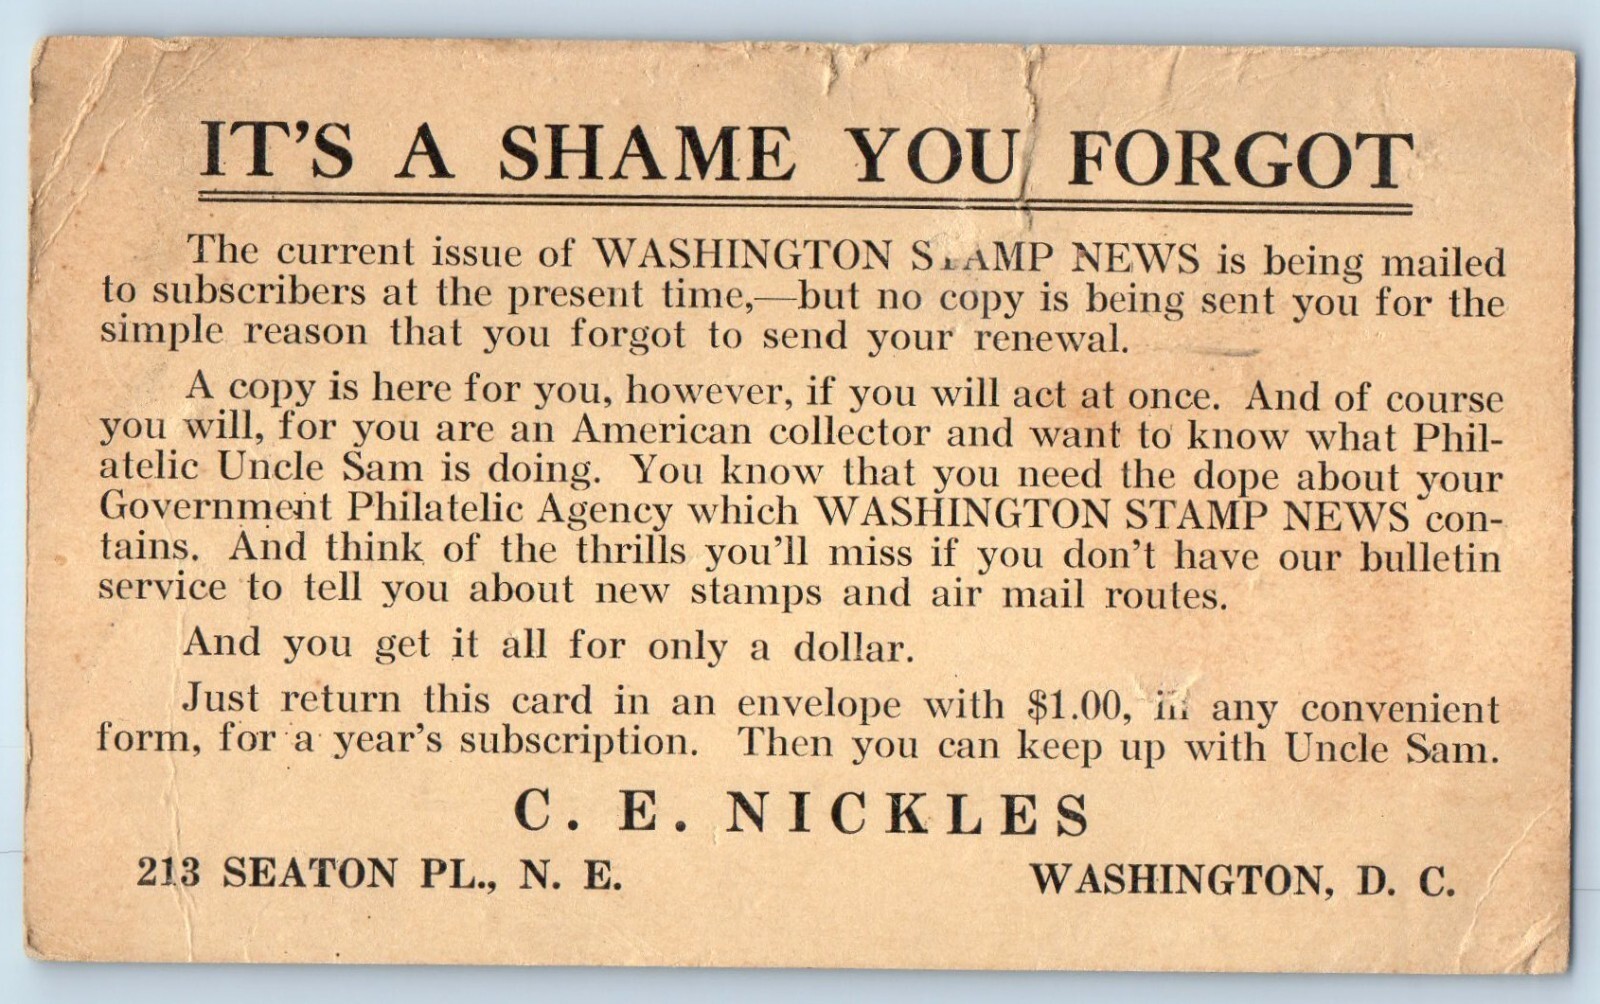 IT'S A SHAME YOU FORGOT
The current issue of WASHINGTON STAMP NEWS is being mailed
to subscribers at the present time,—but no copy is being sent you for the
simple reason that you forgot to send your renewal.
A copy is here for you, however, if you will act at once. And of course
you will, for you are an American collector and want to know what Phil-
atelic Uncle Sam is doing. You know that you need the dope about your
Government Philatelic Agency which WASHINGTON STAMP NEWS con-
tains. And think of the thrills you'll miss if you don't have our bulletin
service to tell you about new stamps and air mail routes.
And you get it all for only a dollar.
Just return this card in an envelope with $1.00, in any convenient
form, for a year's subscription. Then you can keep up with Uncle Sam.
C. E. NICKLES
213 SEATON PL., N. E. WASHINGTON, D. C.